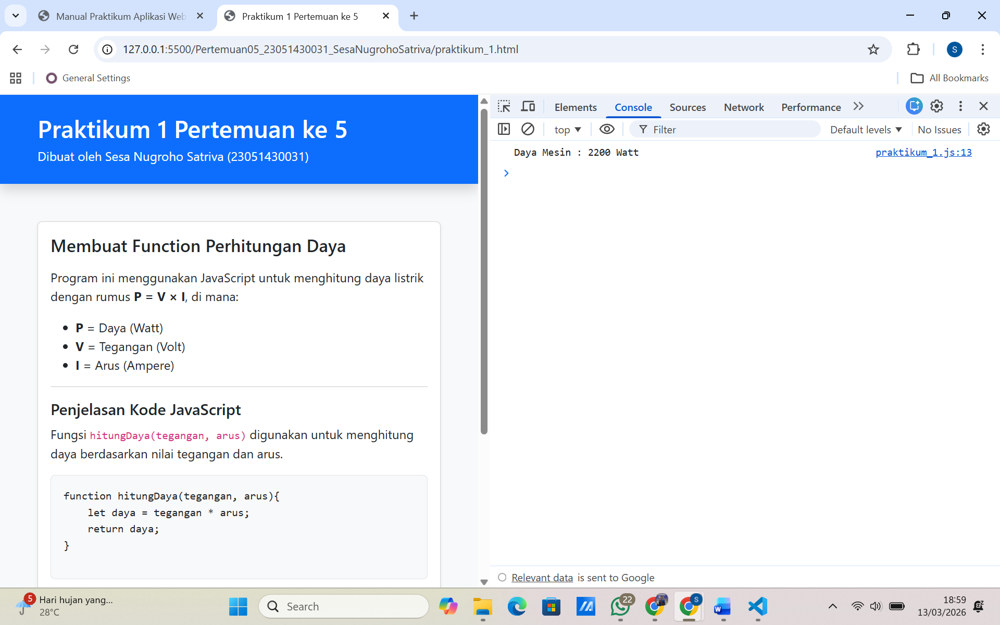 Manual Praktikum Aplikasi Web
Praktikum 1 Pertemuan ke 5
127.0.0.1:5500/Pertemuan05_23051430031_SesaNugrohoSatriva/praktikum_1.html
S
General Settings
All Bookmarks
Praktikum 1 Pertemuan ke 5
Dibuat oleh Sesa Nugroho Satriva (23051430031)
Membuat Function Perhitungan Daya
Program ini menggunakan JavaScript untuk menghitung daya listrik
dengan rumus P = V × I, di mana:
• P = Daya (Watt)
• V = Tegangan (Volt)
• I = Arus (Ampere)
Penjelasan Kode JavaScript
Fungsi hitungDaya(tegangan, arus) digunakan untuk menghitung
daya berdasarkan nilai tegangan dan arus.
function hitungDaya(tegangan, arus){
    let daya = tegangan * arus;
    return daya;
}
Elements Console Sources Network Performance
top Filter Default levels No Issues
Daya Mesin : 2200 Watt praktikum_1.js:13
Relevant data is sent to Google
5
Hari hujan yang...
28°C
Search
22
S
W
18:59
13/03/2026